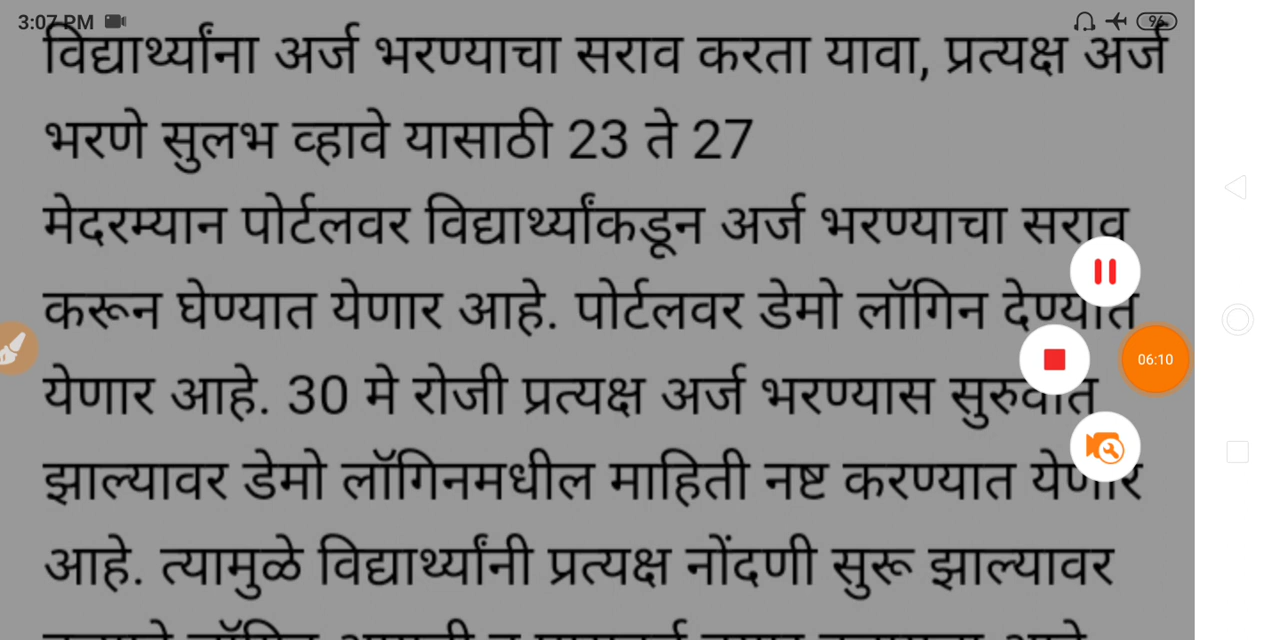 3:07 PM
96
विद्यार्थ्यांना अर्ज भरण्याचा सराव करता यावा, प्रत्यक्ष अर्ज
भरणे सुलभ व्हावे यासाठी 23 ते 27
मेदरम्यान पोर्टलवर विद्यार्थ्यांकडून अर्ज भरण्याचा सराव
करून घेण्यात येणार आहे. पोर्टलवर डेमो लॉगिन देण्यात
06:10
येणार आहे. 30 मे रोजी प्रत्यक्ष अर्ज भरण्यास सुरुवात
झाल्यावर डेमो लॉगिनमधील माहिती नष्ट करण्यात येणार
आहे. त्यामुळे विद्यार्थ्यांनी प्रत्यक्ष नोंदणी सुरू झाल्यावर